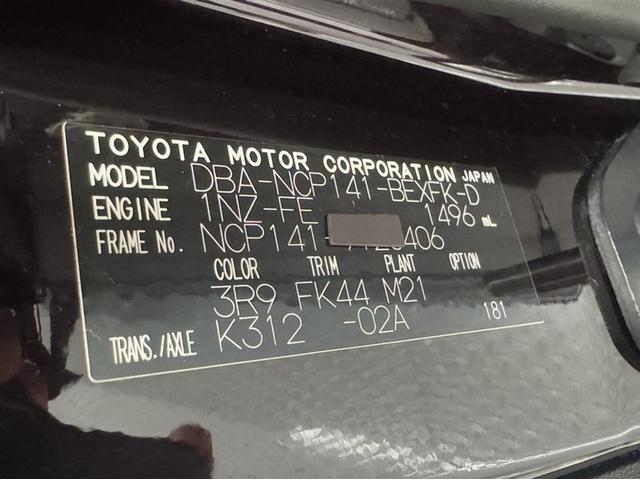 TOYOTA MOTOR CORPORATION JAPAN
MODEL DBA-NCP141-BEXFK-D
ENGINE 1NZ-FE 1496 mL
FRAME No. NCP141-
COLOR TRIM PLANT OPTION
3R9 FK44 M21
TRANS./AXLE K312 -02A 181